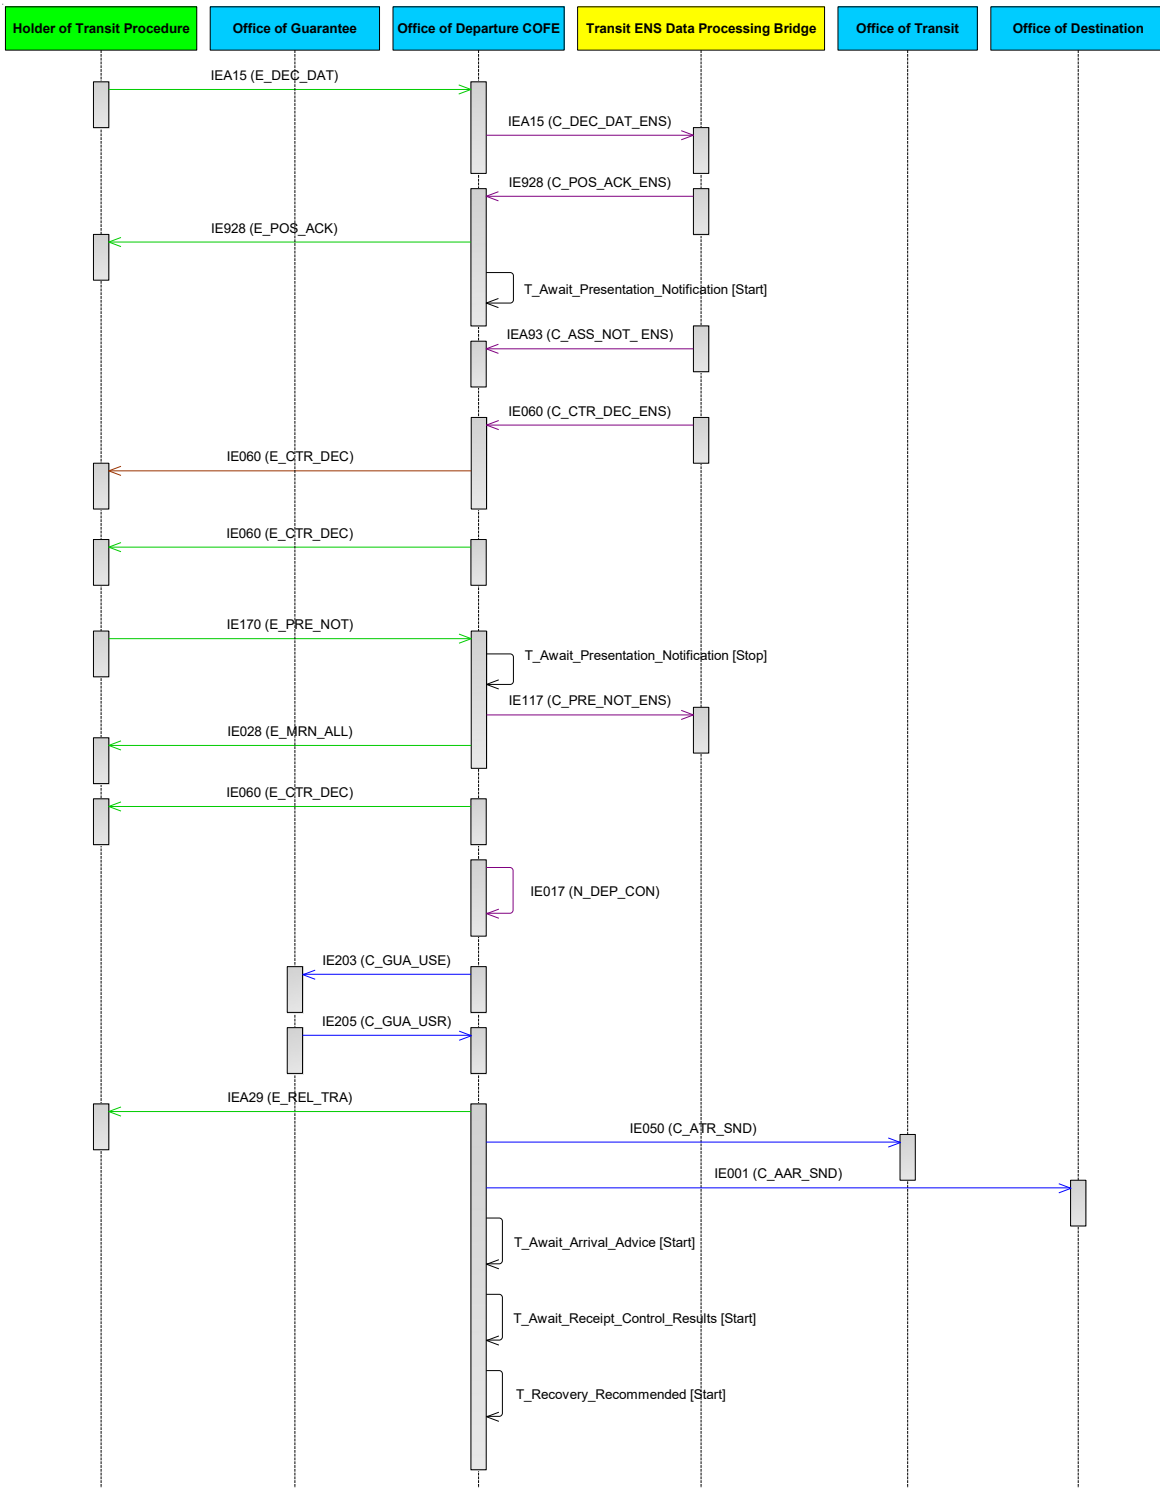 Holder of Transit Procedure
Office of Guarantee
Office of Departure COFE
Transit ENS Data Processing Bridge
Office of Transit
Office of Destination
IEA15 (E_DEC_DAT)
IEA15 (C_DEC_DAT_ENS)
IE928 (C_POS_ACK_ENS)
IE928 (E_POS_ACK)
T_Await_Presentation_Notification [Start]
IEA93 (C_ASS_NOT_ ENS)
IE060 (C_CTR_DEC_ENS)
IE060 (E_CTR_DEC)
IE060 (E_CTR_DEC)
IE170 (E_PRE_NOT)
T_Await_Presentation_Notification [Stop]
IE117 (C_PRE_NOT_ENS)
IE028 (E_MRN_ALL)
IE060 (E_CTR_DEC)
IE017 (N_DEP_CON)
IE203 (C_GUA_USE)
IE205 (C_GUA_USR)
IEA29 (E_REL_TRA)
IE050 (C_ATR_SND)
IE001 (C_AAR_SND)
T_Await_Arrival_Advice [Start]
T_Await_Receipt_Control_Results [Start]
T_Recovery_Recommended [Start]